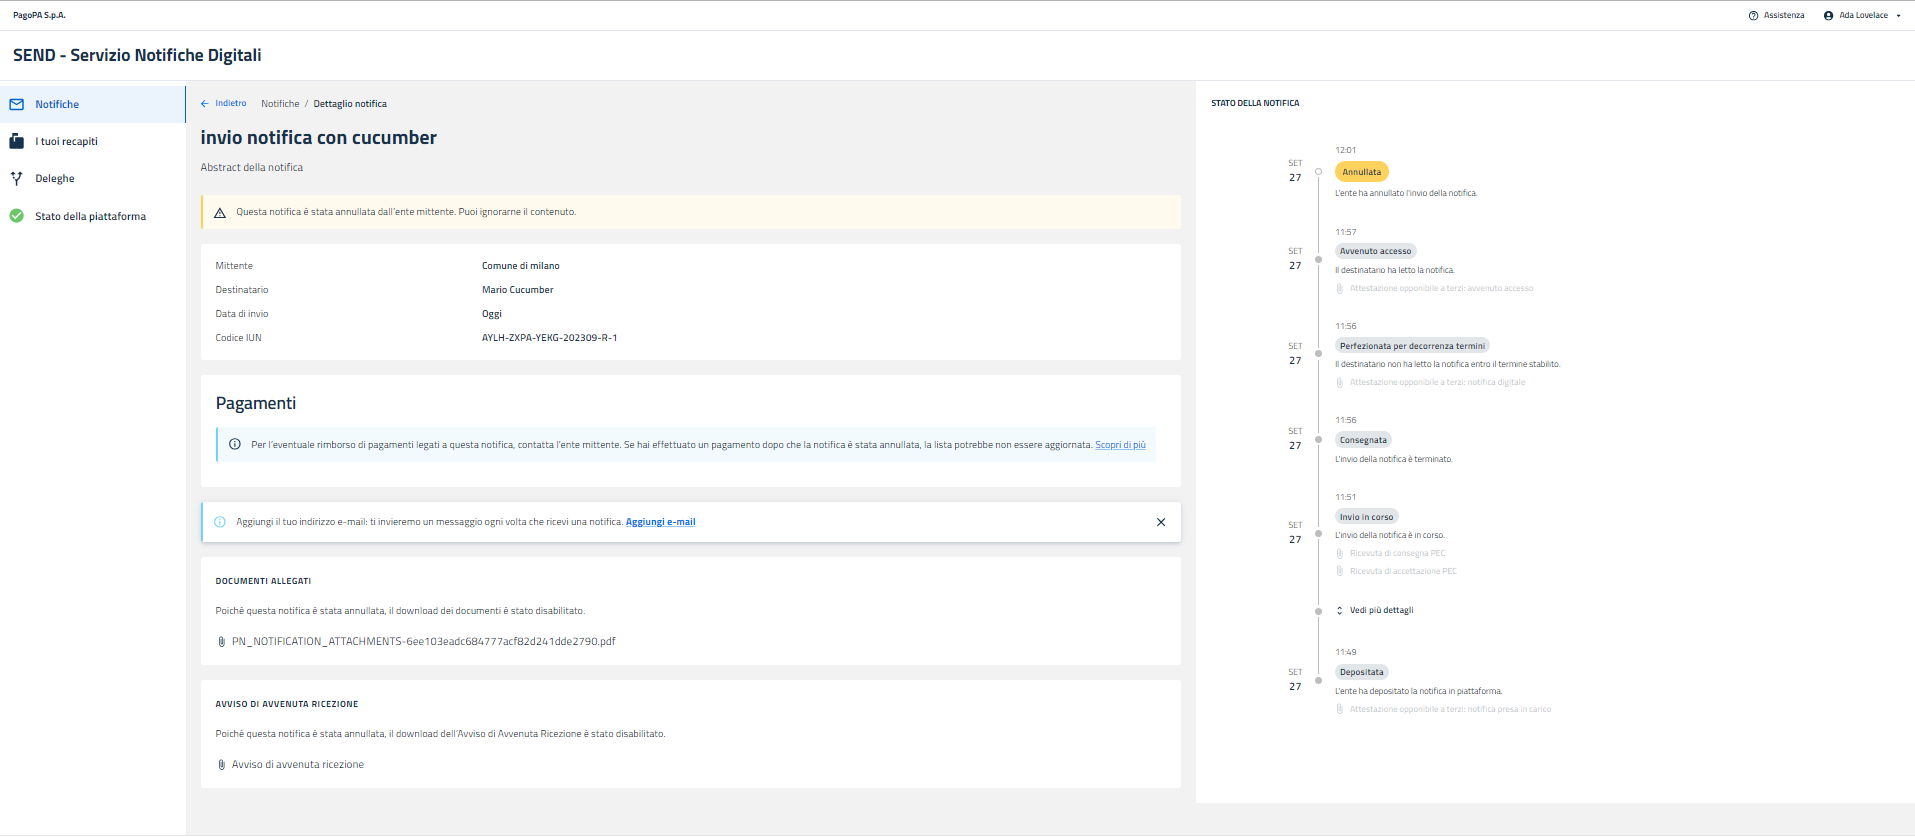 PagoPA S.p.A.
Assistenza
Ada Lovelace
SEND - Servizio Notifiche Digitali
Notifiche
I tuoi recapiti
Deleghe
Stato della piattaforma
Indietro
Notifiche / Dettaglio notifica
invio notifica con cucumber
Abstract della notifica
Questa notifica è stata annullata dall'ente mittente. Puoi ignorarne il contenuto.
Mittente Comune di milano
Destinatario Mario Cucumber
Data di invio Oggi
Codice IUN AYLH-ZXPA-YEKG-202309-R-1
Pagamenti
Per l'eventuale rimborso di pagamenti legati a questa notifica, contatta l'ente mittente. Se hai effettuato un pagamento dopo che la notifica è stata annullata, la lista potrebbe non essere aggiornata. Scopri di più
Aggiungi il tuo indirizzo e-mail: ti invieremo un messaggio ogni volta che ricevi una notifica. Aggiungi e-mail
DOCUMENTI ALLEGATI
Poiché questa notifica è stata annullata, il download dei documenti è stato disabilitato.
PN_NOTIFICATION_ATTACHMENTS-6ee103eadc684777acf82d241dde2790.pdf
AVVISO DI AVVENUTA RICEZIONE
Poiché questa notifica è stata annullata, il download dell'Avviso di Avvenuta Ricezione è stato disabilitato.
Avviso di avvenuta ricezione
STATO DELLA NOTIFICA
12:01
SET
27
Annullata
L'ente ha annullato l'invio della notifica.
11:57
SET
27
Avvenuto accesso
Il destinatario ha letto la notifica.
Attestazione opponibile a terzi: avvenuto accesso
11:56
SET
27
Perfezionata per decorrenza termini
Il destinatario non ha letto la notifica entro il termine stabilito.
Attestazione opponibile a terzi: notifica digitale
11:56
SET
27
Consegnata
L'invio della notifica è terminato.
11:51
SET
27
Invio in corso
L'invio della notifica è in corso.
Ricevuta di consegna PEC
Ricevuta di accettazione PEC
Vedi più dettagli
11:49
SET
27
Depositata
L'ente ha depositato la notifica in piattaforma.
Attestazione opponibile a terzi: notifica presa in carico